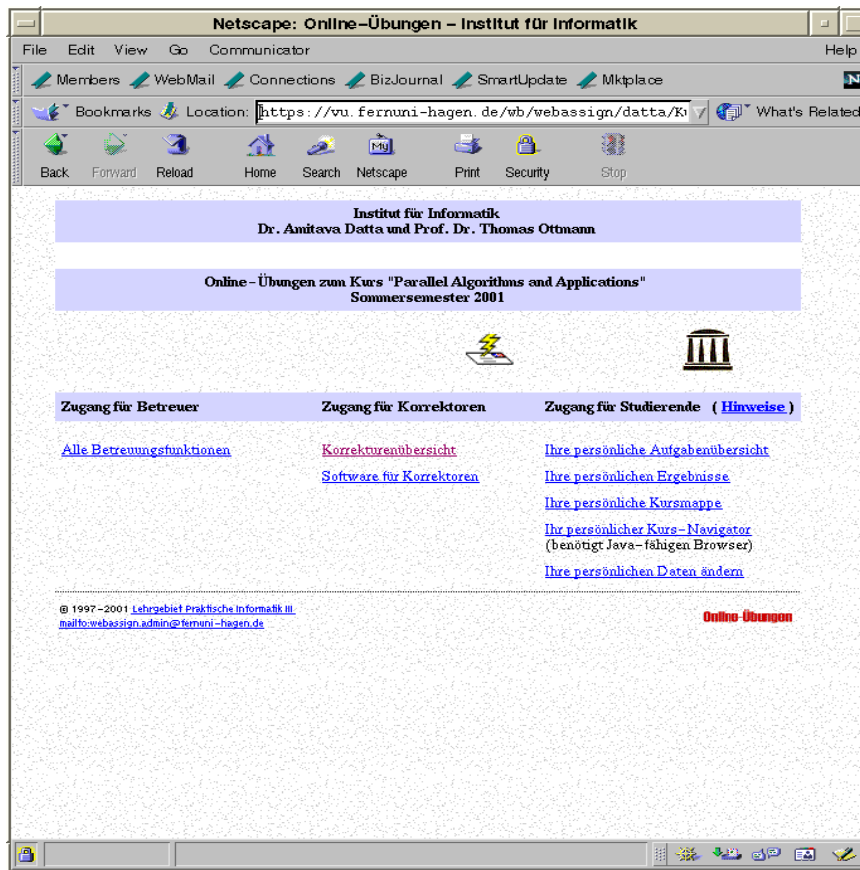 Netscape: Online-Übungen - Institut für Informatik
File Edit View Go Communicator Help
Members WebMail Connections BizJournal SmartUpdate Mktplace
N
Bookmarks Location: https://vu.fernuni-hagen.de/wb/webassign/datta/Ku What's Related
My
Back Forward Reload Home Search Netscape Print Security Stop
Institut für Informatik
Dr. Amitava Datta und Prof. Dr. Thomas Ottmann
Online-Übungen zum Kurs "Parallel Algorithms and Applications"
Sommersemester 2001
Zugang für Betreuer Zugang für Korrektoren Zugang für Studierende ( Hinweise )
Alle Betreuungsfunktionen Korrekturenübersicht Ihre persönliche Aufgabenübersicht
Software für Korrektoren Ihre persönlichen Ergebnisse
Ihre persönliche Kursmappe
Ihr persönlicher Kurs-Navigator
(benötigt Java-fähigen Browser)
Ihre persönlichen Daten ändern
© 1997-2001 Lehrgebiet Praktische Informatik III
mailto:webassign.admin@fernuni-hagen.de
Online-Übungen